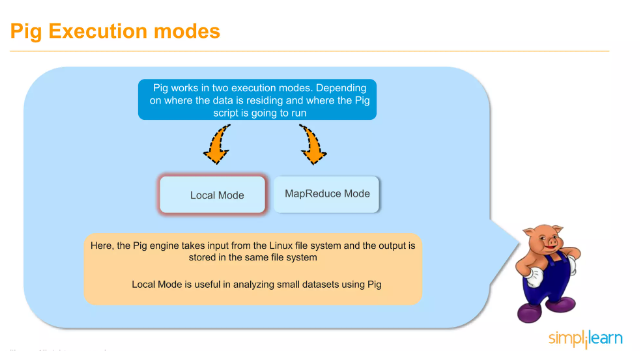 Pig Execution modes
Pig works in two execution modes. Depending
on where the data is residing and where the Pig
script is going to run
Local Mode
MapReduce Mode
Here, the Pig engine takes input from the Linux file system and the output is
stored in the same file system
Local Mode is useful in analyzing small datasets using Pig
simplilearn